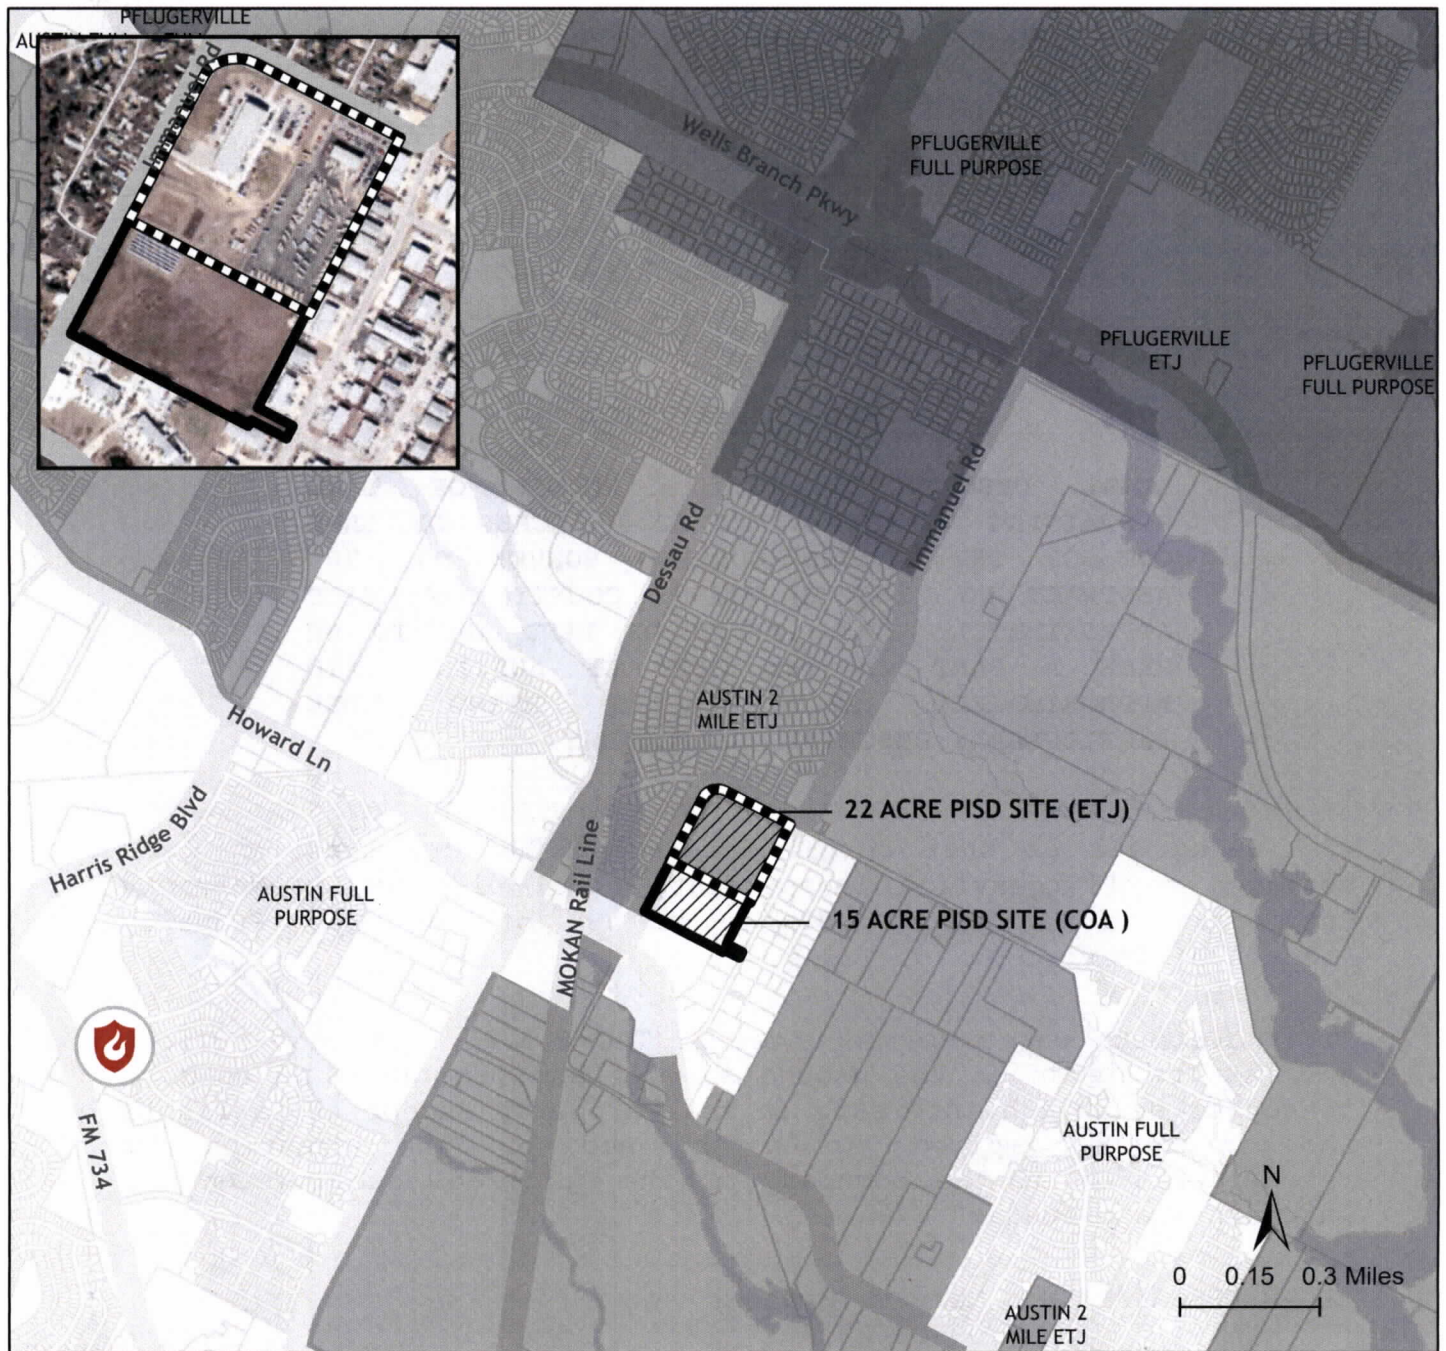 PFLUGERVILLE
Immanuel Rd
Wells Branch Pkwy
PFLUGERVILLE
FULL PURPOSE
PFLUGERVILLE
ETJ
PFLUGERVILLE
FULL PURPOSE
Immanuel Rd
Dessau Rd
AUSTIN 2
MILE ETJ
Howard Ln
Harris Ridge Blvd
22 ACRE PISD SITE (ETJ)
MOKAN Rail Line
AUSTIN FULL
PURPOSE
15 ACRE PISD SITE (COA )
FM 734
AUSTIN FULL
PURPOSE
N
0 0.15 0.3 Miles
AUSTIN 2
MILE ETJ